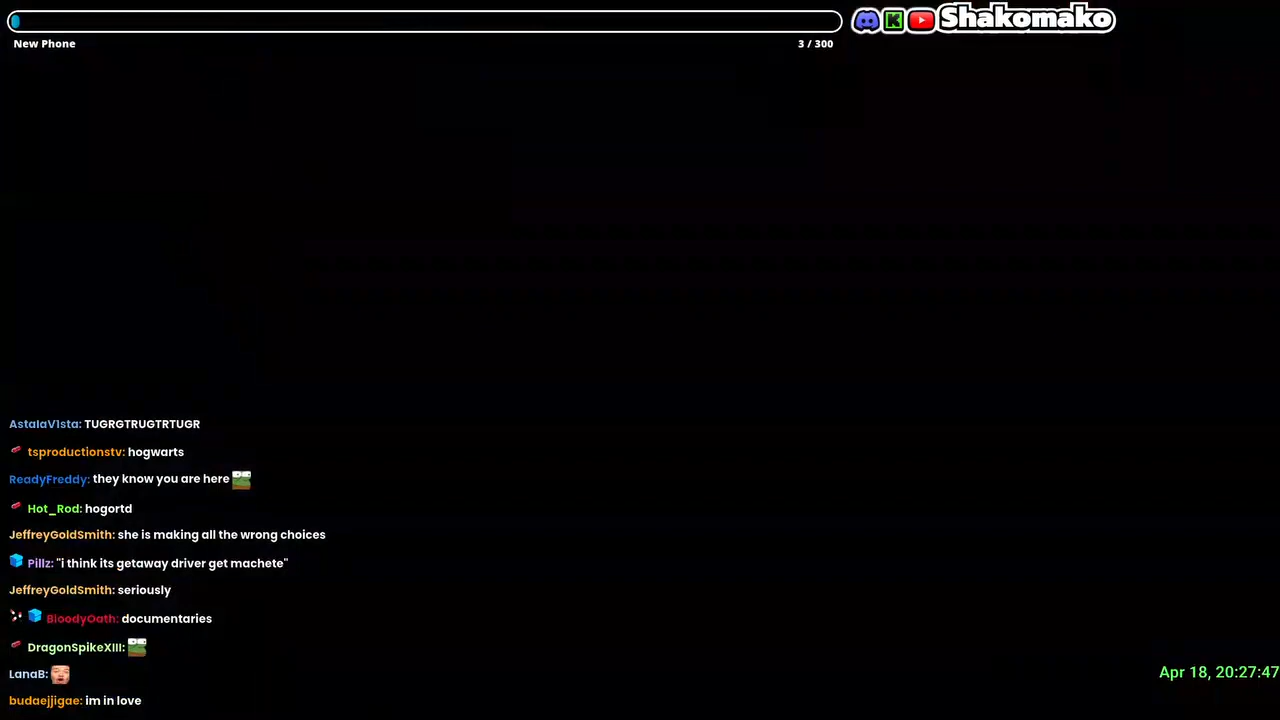 Shakomako
New Phone 3 / 300
AstalaV1sta: TUGRGTRUGTRTUGR
tsproductionstv: hogwarts
ReadyFreddy: they know you are here
Hot_Rod: hogortd
JeffreyGoldSmith: she is making all the wrong choices
Pillz: "i think its getaway driver get machete"
JeffreyGoldSmith: seriously
BloodyOath: documentaries
DragonSpikeXIII:
LanaB:
Apr 18, 20:27:47
budaejjigae: im in love